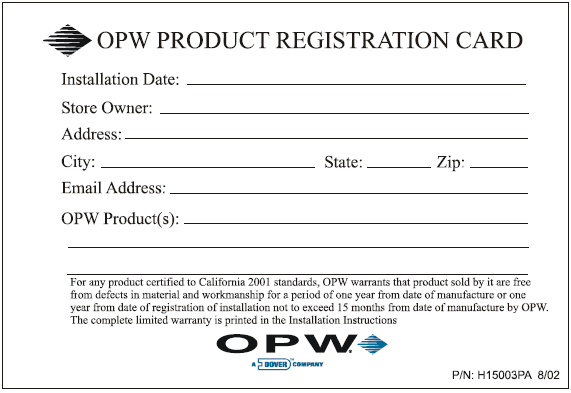 OPW PRODUCT REGISTRATION CARD
Installation Date:
Store Owner:
Address:
City: State: Zip:
Email Address:
OPW Product(s):
For any product certified to California 2001 standards, OPW warrants that product sold by it are free
from defects in material and workmanship for a period of one year from date of manufacture or one
year from date of registration of installation not to exceed 15 months from date of manufacture by OPW.
The complete limited warranty is printed in the Installation Instructions
OPW®
A DOVER™ COMPANY
P/N: H15003PA 8/02